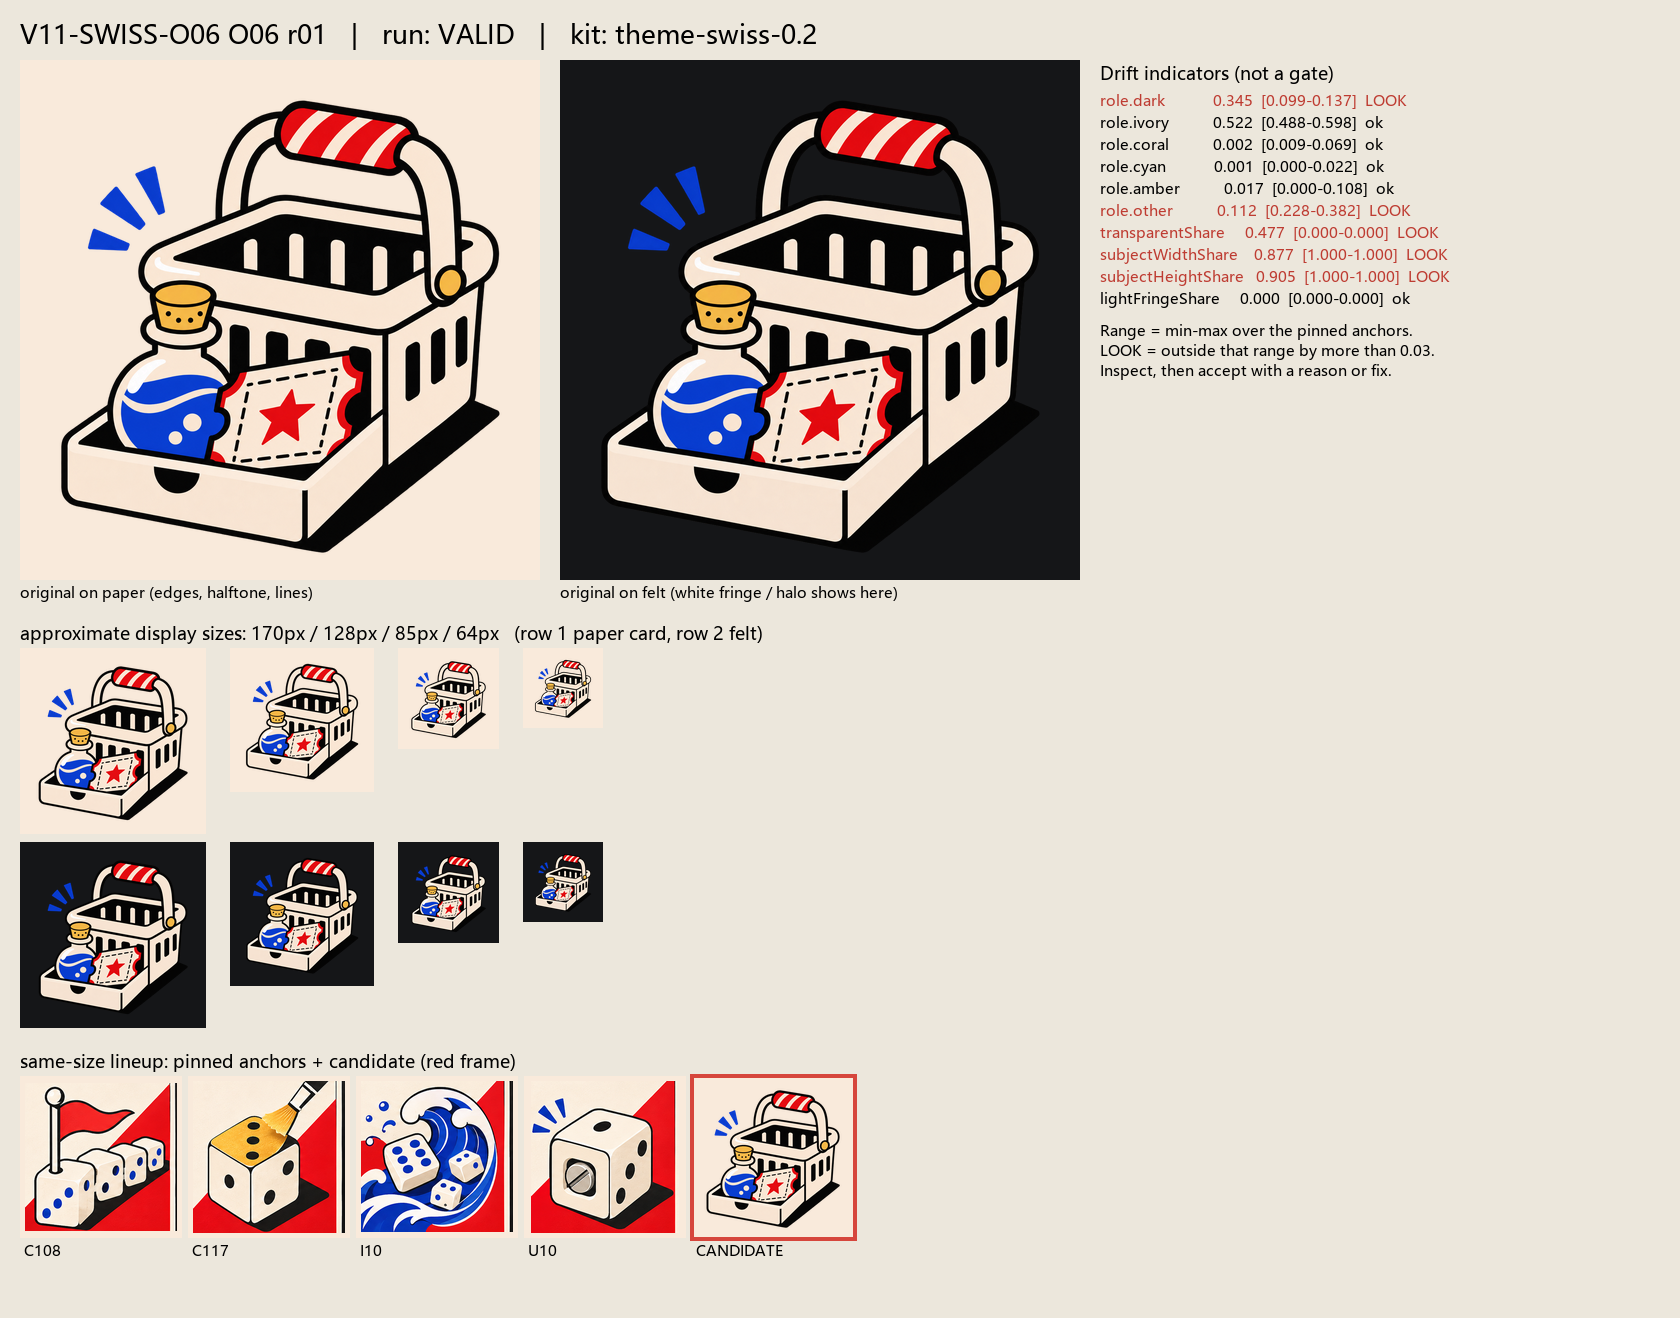 V11-SWISS-O06 O06 r01 | run: VALID | kit: theme-swiss-0.2
Drift indicators (not a gate)
role.dark 0.345 [0.099-0.137] LOOK
role.ivory 0.522 [0.488-0.598] ok
role.coral 0.002 [0.009-0.069] ok
role.cyan 0.001 [0.000-0.022] ok
role.amber 0.017 [0.000-0.108] ok
role.other 0.112 [0.228-0.382] LOOK
transparentShare 0.477 [0.000-0.000] LOOK
subjectWidthShare 0.877 [1.000-1.000] LOOK
subjectHeightShare 0.905 [1.000-1.000] LOOK
lightFringeShare 0.000 [0.000-0.000] ok
Range = min-max over the pinned anchors.
LOOK = outside that range by more than 0.03.
Inspect, then accept with a reason or fix.
original on paper (edges, halftone, lines)
original on felt (white fringe / halo shows here)
approximate display sizes: 170px / 128px / 85px / 64px (row 1 paper card, row 2 felt)
same-size lineup: pinned anchors + candidate (red frame)
C108
C117
I10
U10
CANDIDATE